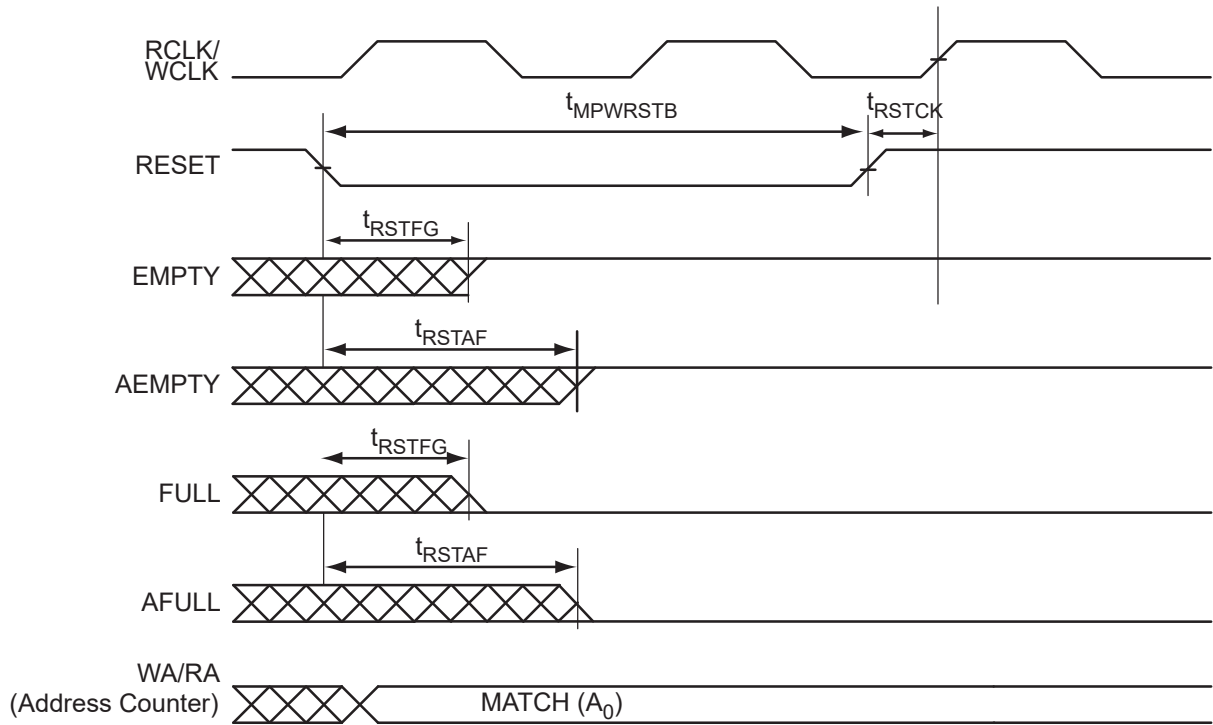 RCLK/
WCLK
tMPWRSTB
tRSTCK
RESET
tRSTFG
EMPTY
tRSTAF
AEMPTY
tRSTFG
FULL
tRSTAF
AFULL
WA/RA
(Address Counter)
MATCH (A0)